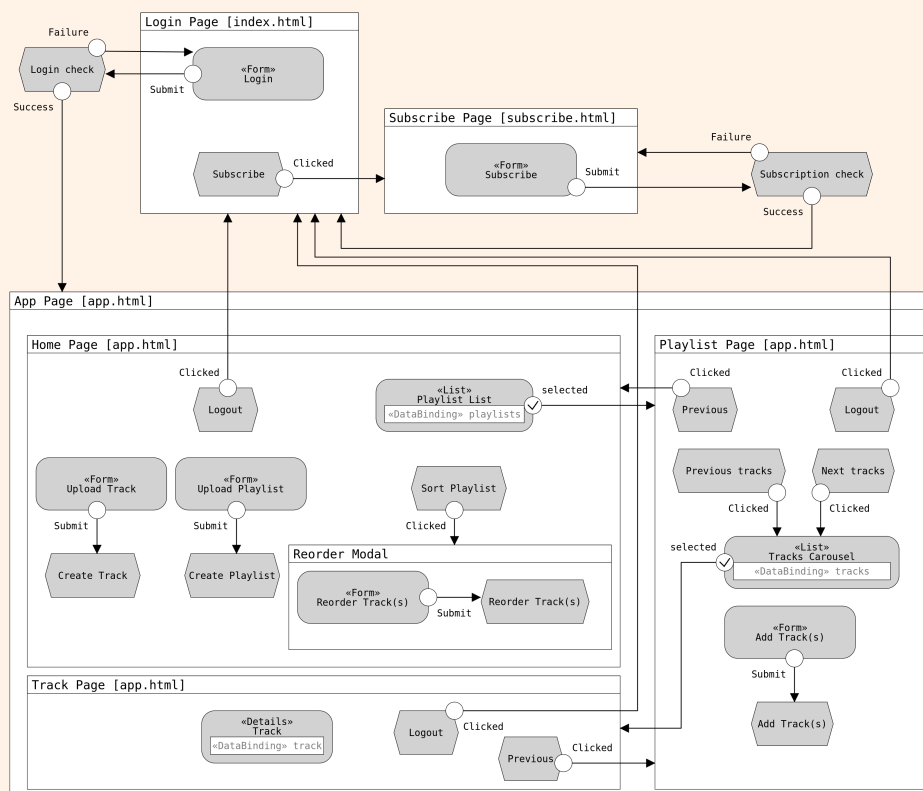 Login Page [index.html]
Failure
Login check
«Form»
Login
Submit
Success
Subscribe Page [subscribe.html]
Failure
Clicked
Subscribe
«Form»
Subscribe
Submit
Subscription check
Success
App Page [app.html]
Home Page [app.html]
Playlist Page [app.html]
Clicked
Logout
«List»
Playlist List
«DataBinding» playlists
selected
Clicked
Previous
Clicked
Logout
«Form»
Upload Track
Submit
Create Track
«Form»
Upload Playlist
Submit
Create Playlist
Sort Playlist
Clicked
Previous tracks
Clicked
Next tracks
Clicked
Reorder Modal
«Form»
Reorder Track(s)
Submit
Reorder Track(s)
selected
«List»
Tracks Carousel
«DataBinding» tracks
«Form»
Add Track(s)
Submit
Add Track(s)
Track Page [app.html]
«Details»
Track
«DataBinding» track
Logout
Clicked
Previous
Clicked